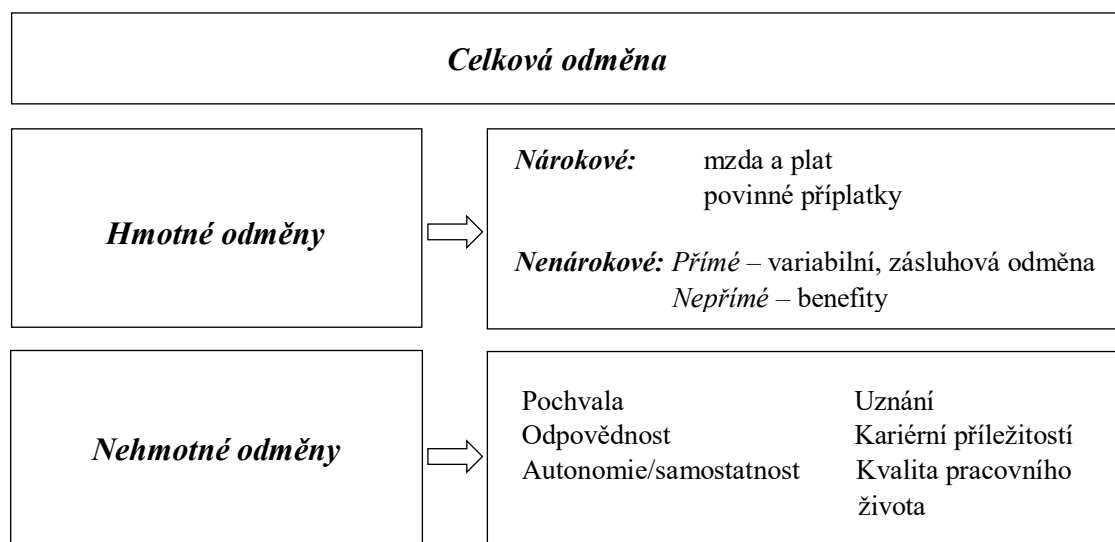 Celková odměna
Hmotné odměny
Nárokové: mzda a plat
povinné příplatky
Nenárokové: Přímé – variabilní, zásluhová odměna
Nepřímé – benefity
Nehmotné odměny
Pochvala Uznání
Odpovědnost Kariérní příležitostí
Autonomie/samostatnost Kvalita pracovního
života